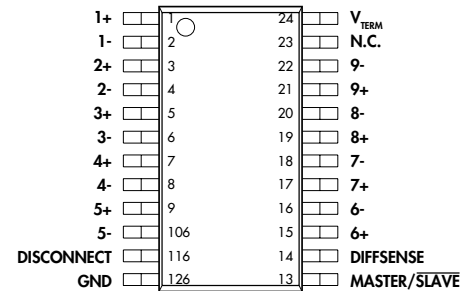 1+ 1 24 V_TERM
1- 2 23 N.C.
2+ 3 22 9-
2- 4 21 9+
3+ 5 20 8-
3- 6 19 8+
4+ 7 18 7-
4- 8 17 7+
5+ 9 16 6-
5- 106 15 6+
DISCONNECT 116 14 DIFFSENSE
GND 126 13 MASTER/SLAVE